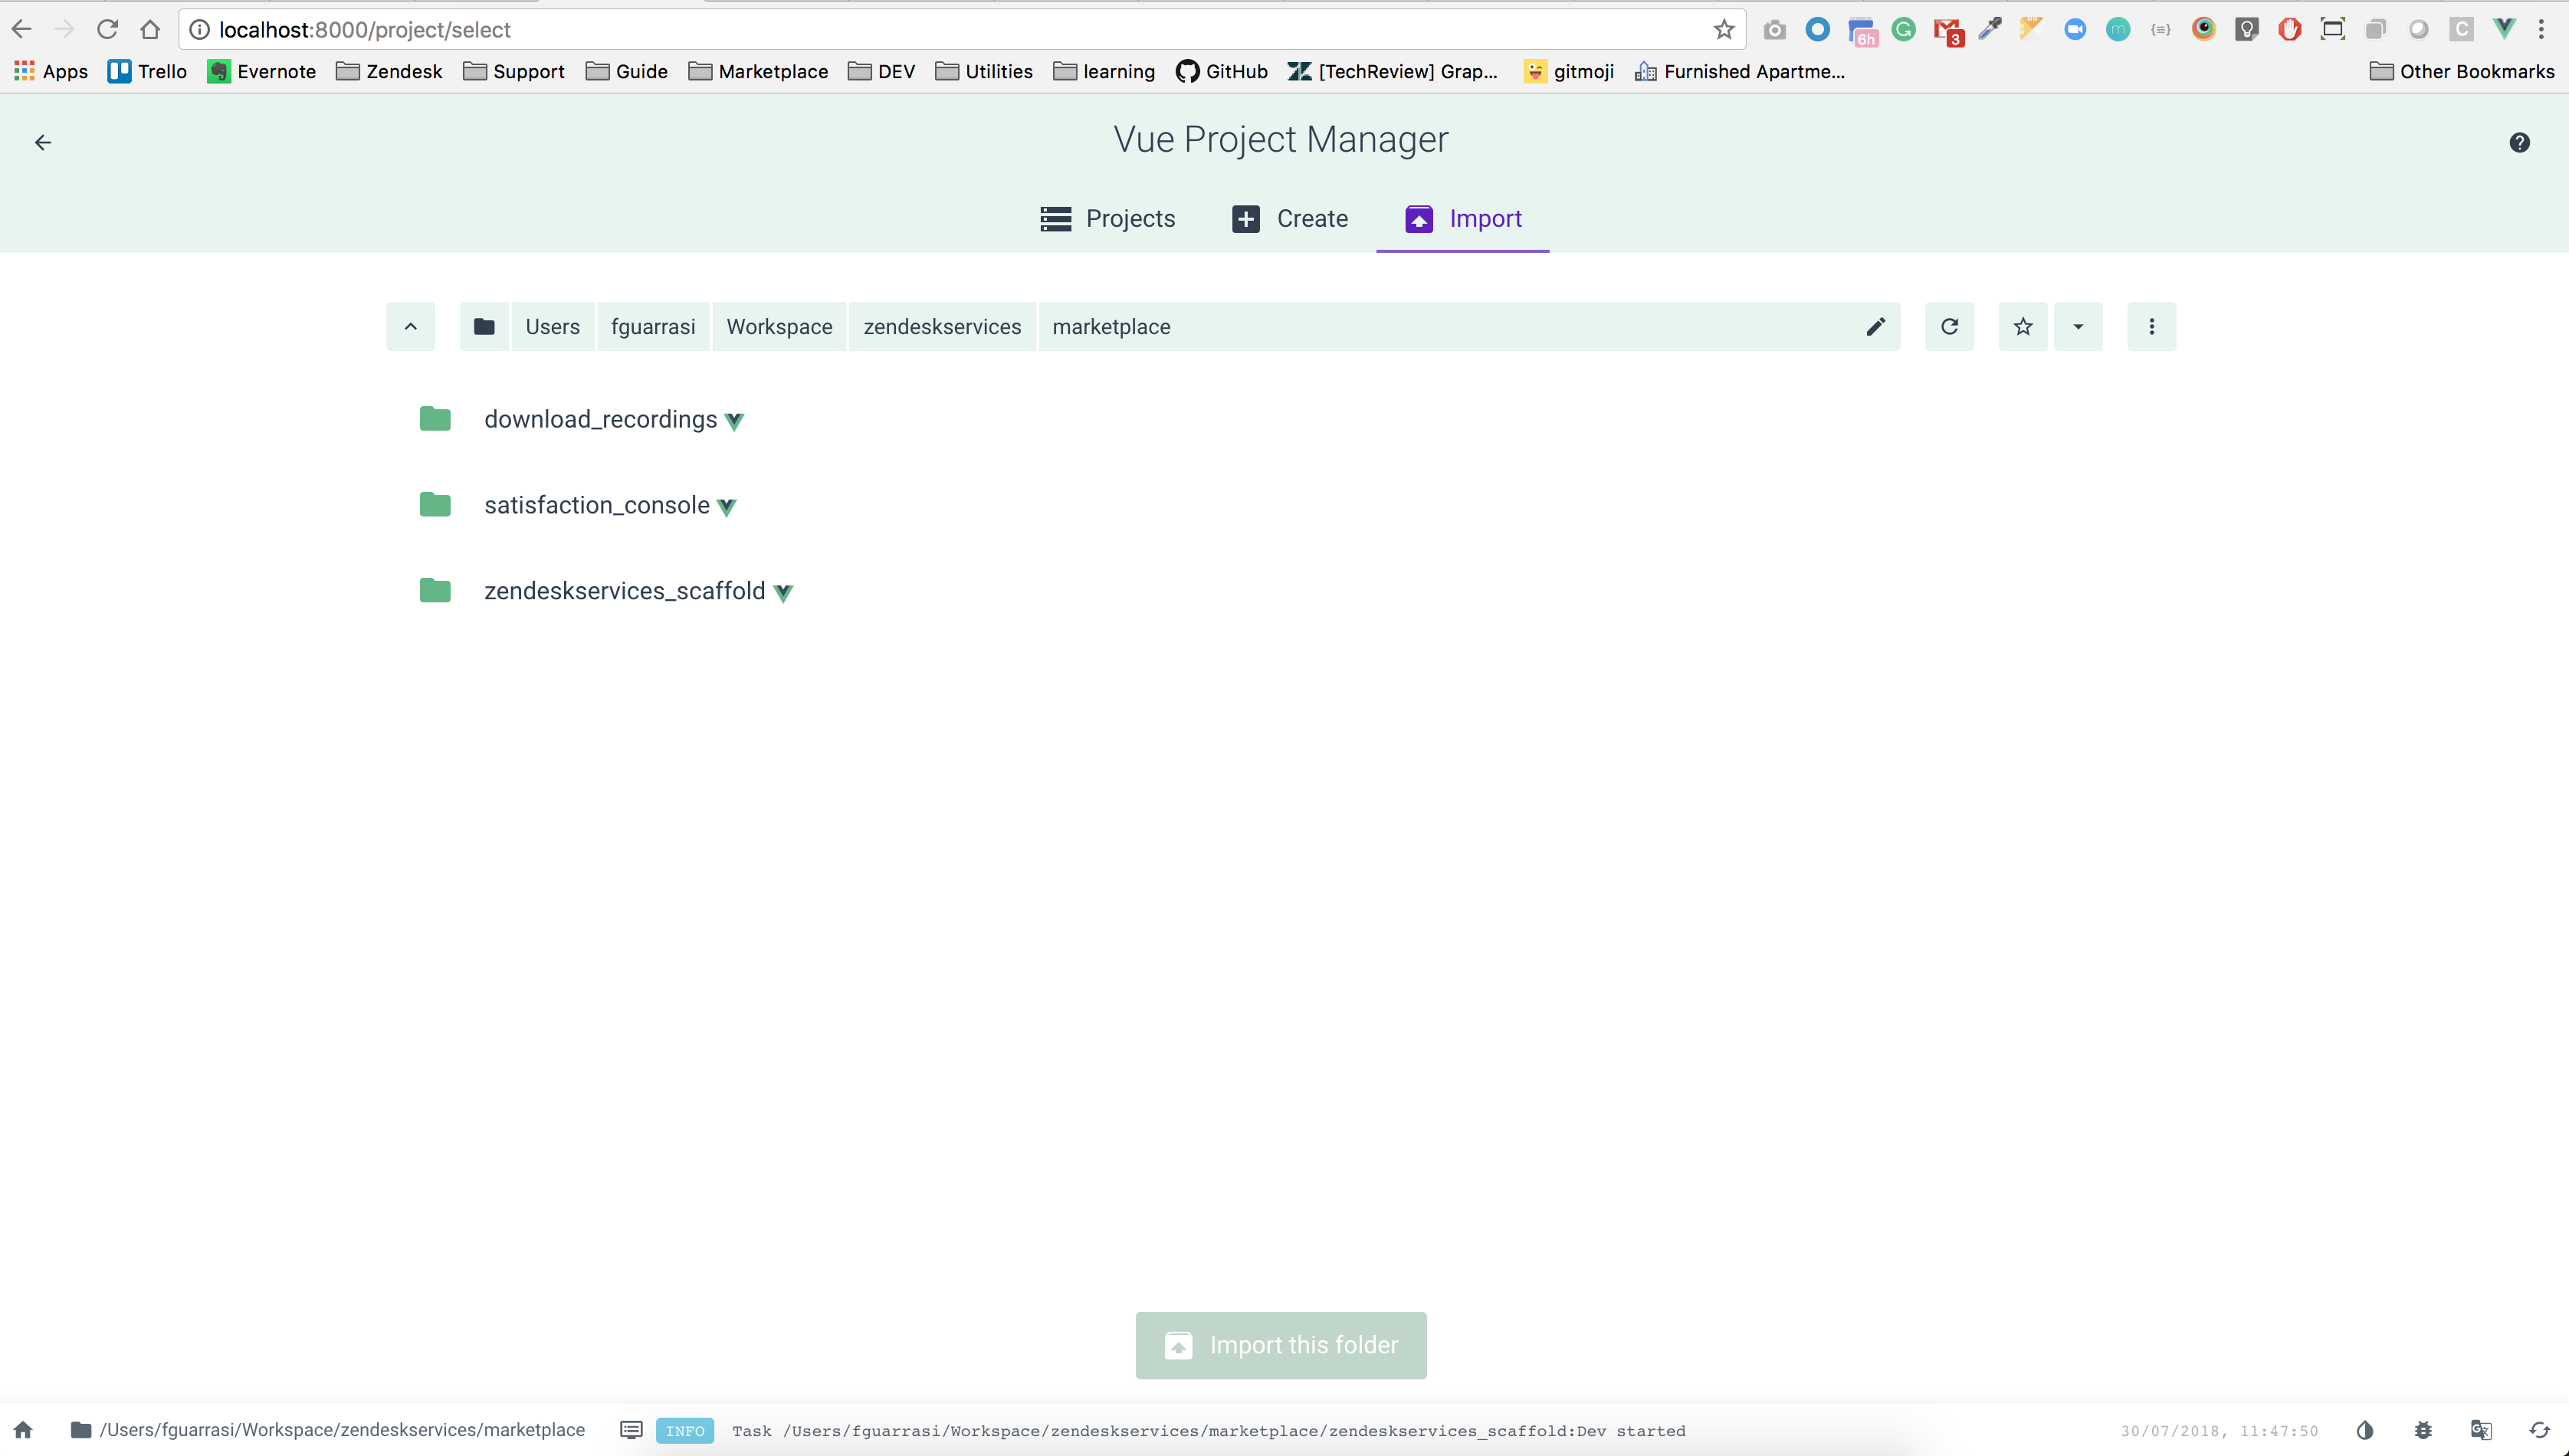 localhost:8000/project/select
6h
3
m
C
Apps Trello Evernote Zendesk Support Guide Marketplace DEV Utilities learning GitHub [TechReview] Grap... gitmoji Furnished Apartme... Other Bookmarks
Vue Project Manager
Projects Create Import
Users fguarrasi Workspace zendeskservices marketplace
download_recordings
satisfaction_console
zendeskservices_scaffold
Import this folder
/Users/fguarrasi/Workspace/zendeskservices/marketplace INFO Task /Users/fguarrasi/Workspace/zendeskservices/marketplace/zendeskservices_scaffold:Dev started 30/07/2018, 11:47:50